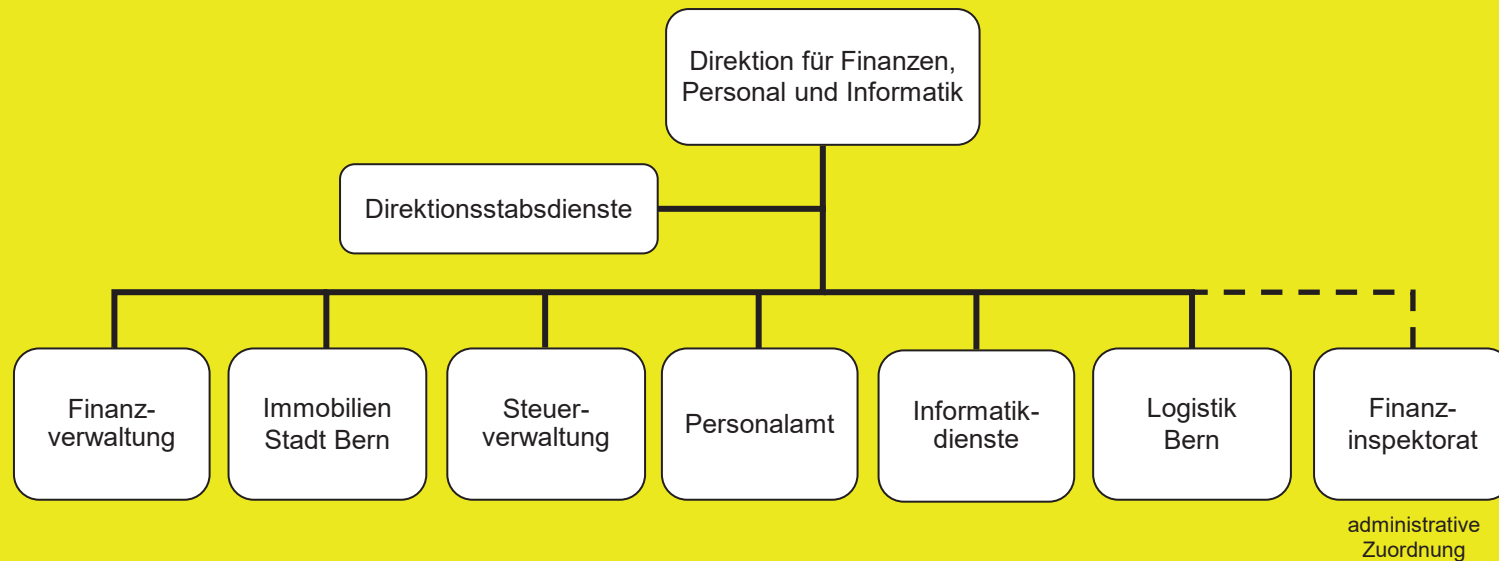 Direktion für Finanzen,
Personal und Informatik
Direktionsstabsdienste
Finanz-
verwaltung
Immobilien
Stadt Bern
Steuer-
verwaltung
Personalamt
Informatik-
dienste
Logistik
Bern
Finanz-
inspektorat
administrative
Zuordnung